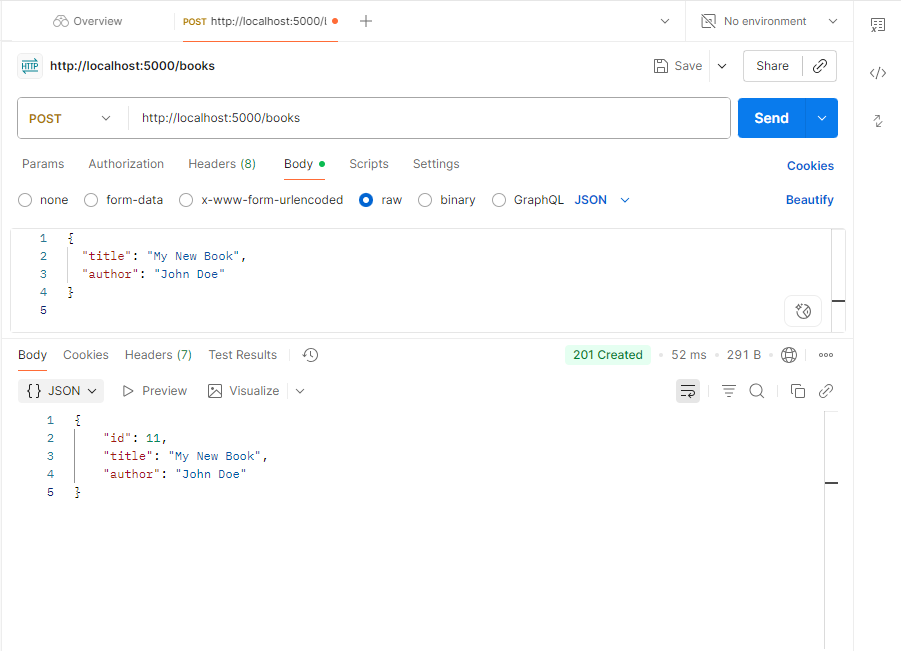 Overview POST http://localhost:5000/l No environment
HTTP http://localhost:5000/books Save Share
POST http://localhost:5000/books Send
Params Authorization Headers (8) Body Scripts Settings Cookies
none form-data x-www-form-urlencoded raw binary GraphQL JSON Beautify
1 {
2 "title": "My New Book",
3 "author": "John Doe"
4 }
5
Body Cookies Headers (7) Test Results 201 Created • 52 ms • 291 B •
{} JSON Preview Visualize
1 {
2 "id": 11,
3 "title": "My New Book",
4 "author": "John Doe"
5 }